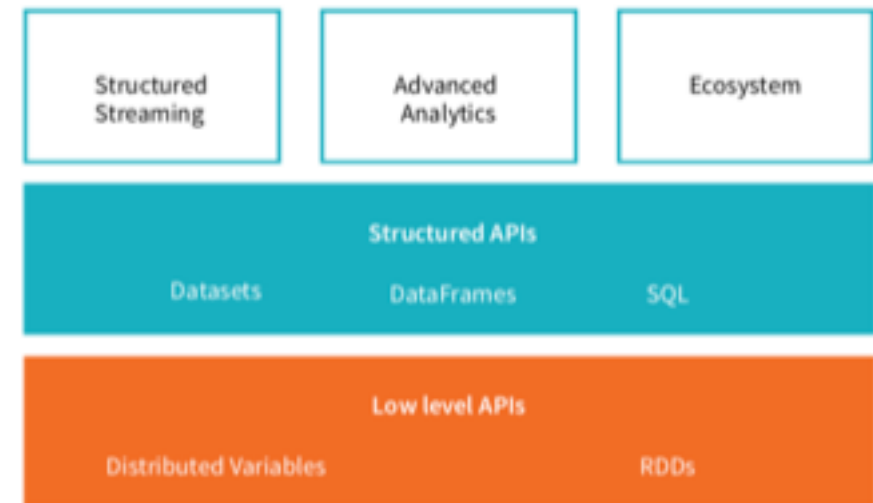 Structured
Streaming
Advanced
Analytics
Ecosystem
Structured APIs
Datasets DataFrames SQL
Low level APIs
Distributed Variables RDDs